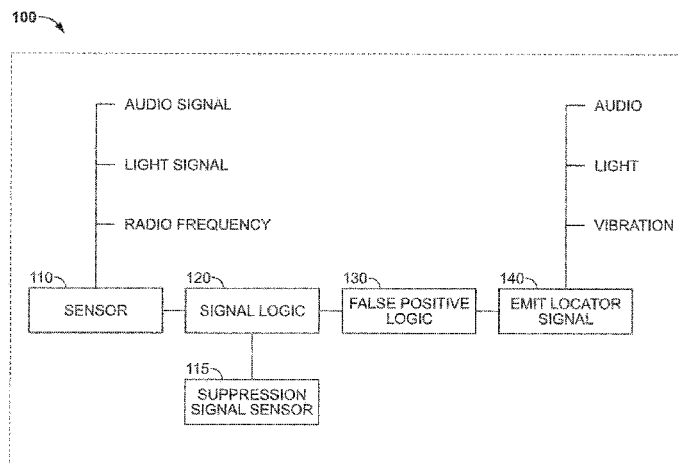 100
AUDIO SIGNAL
LIGHT SIGNAL
RADIO FREQUENCY
AUDIO
LIGHT
VIBRATION
110
SENSOR
120
SIGNAL LOGIC
130
FALSE POSITIVE
LOGIC
140
EMIT LOCATOR
SIGNAL
115
SUPPRESSION
SIGNAL SENSOR